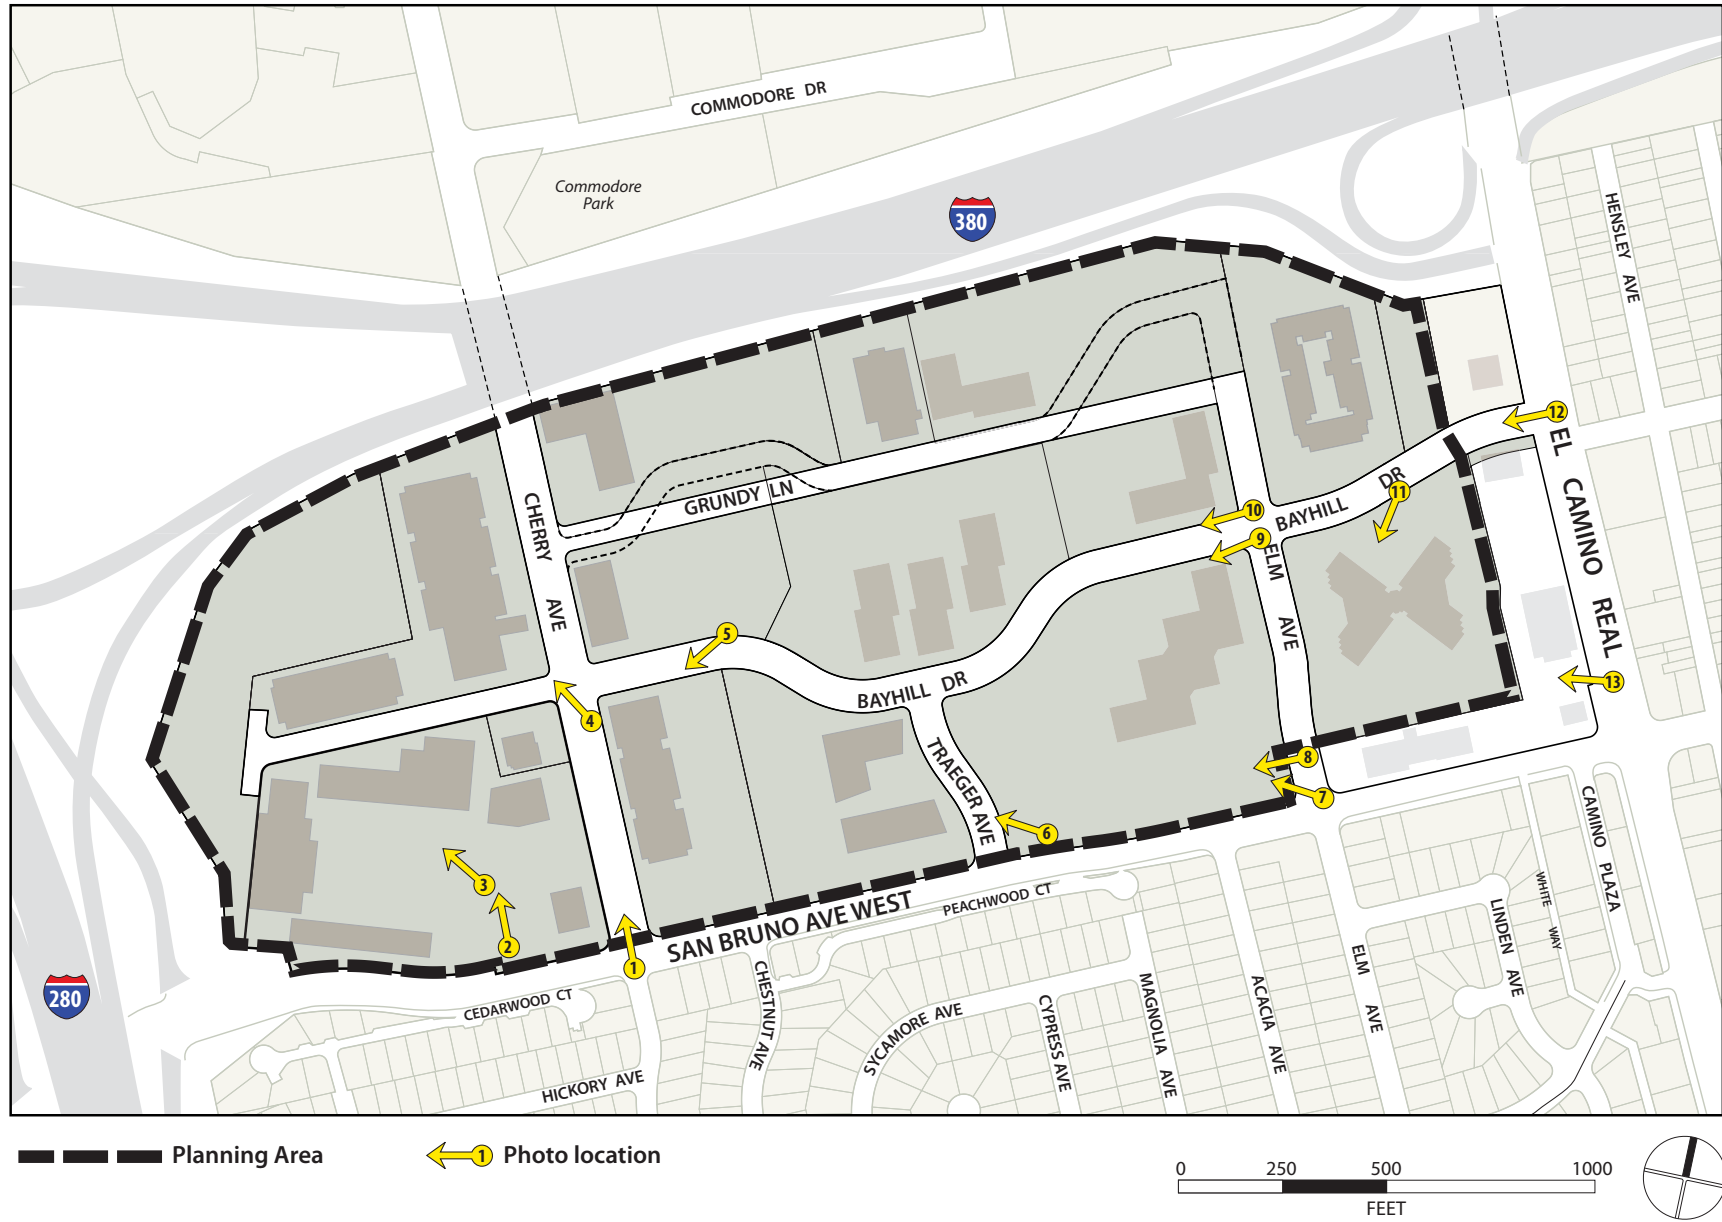 COMMODORE DR
Commodore
Park
380
HENSLEY AVE
12
EL CAMINO REAL
CHERRY AVE
GRUNDY LN
BAYHILL DR
11
10
9
ELM AVE
5
BAYHILL DR
13
4
TRAEGER AVE
8
7
6
3
2
1
SAN BRUNO AVE WEST
PEACHWOOD CT
CAMINO PLAZA
WHITE WAY
LINDEN AVE
280
CEDARWOOD CT
CHESTNUT AVE
SYCAMORE AVE
CYPRESS AVE
MAGNOLIA AVE
ACACIA AVE
ELM AVE
HICKORY AVE
Planning Area
1 Photo location
0 250 500 1000
FEET